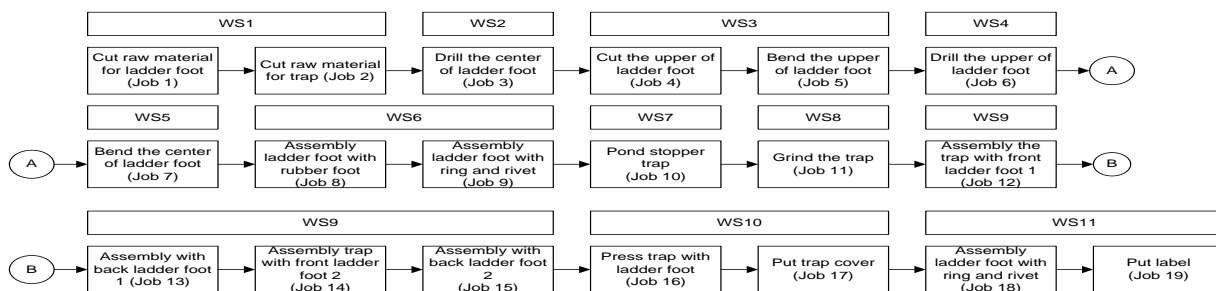 WS1
WS2
WS3
WS4
Cut raw material
for ladder foot
(Job 1)
Cut raw material
for trap (Job 2)
Drill the center
of ladder foot
(Job 3)
Cut the upper of
ladder foot
(Job 4)
Bend the upper
of ladder foot
(Job 5)
Drill the upper of
ladder foot
(Job 6)
A
WS5
WS6
WS7
WS8
WS9
A
Bend the center
of ladder foot
(Job 7)
Assembly
ladder foot with
rubber foot
(Job 8)
Assembly
ladder foot with
ring and rivet
(Job 9)
Pond stopper
trap
(Job 10)
Grind the trap
(Job 11)
Assembly the
trap with front
ladder foot 1
(Job 12)
B
WS9
WS10
WS11
B
Assembly with
back ladder foot
1 (Job 13)
Assembly trap
with front ladder
foot 2
(Job 14)
Assembly with
back ladder foot
2
(Job 15)
Press trap with
ladder foot
(Job 16)
Put trap cover
(Job 17)
Assembly
ladder foot with
ring and rivet
(Job 18)
Put label
(Job 19)